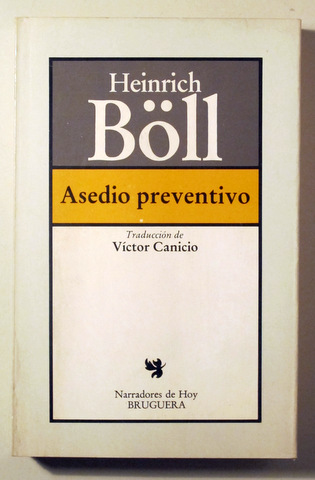 Heinrich
Böll
Asedio preventivo
Traducción de
Víctor Canicio
Narradores de Hoy
BRUGUERA